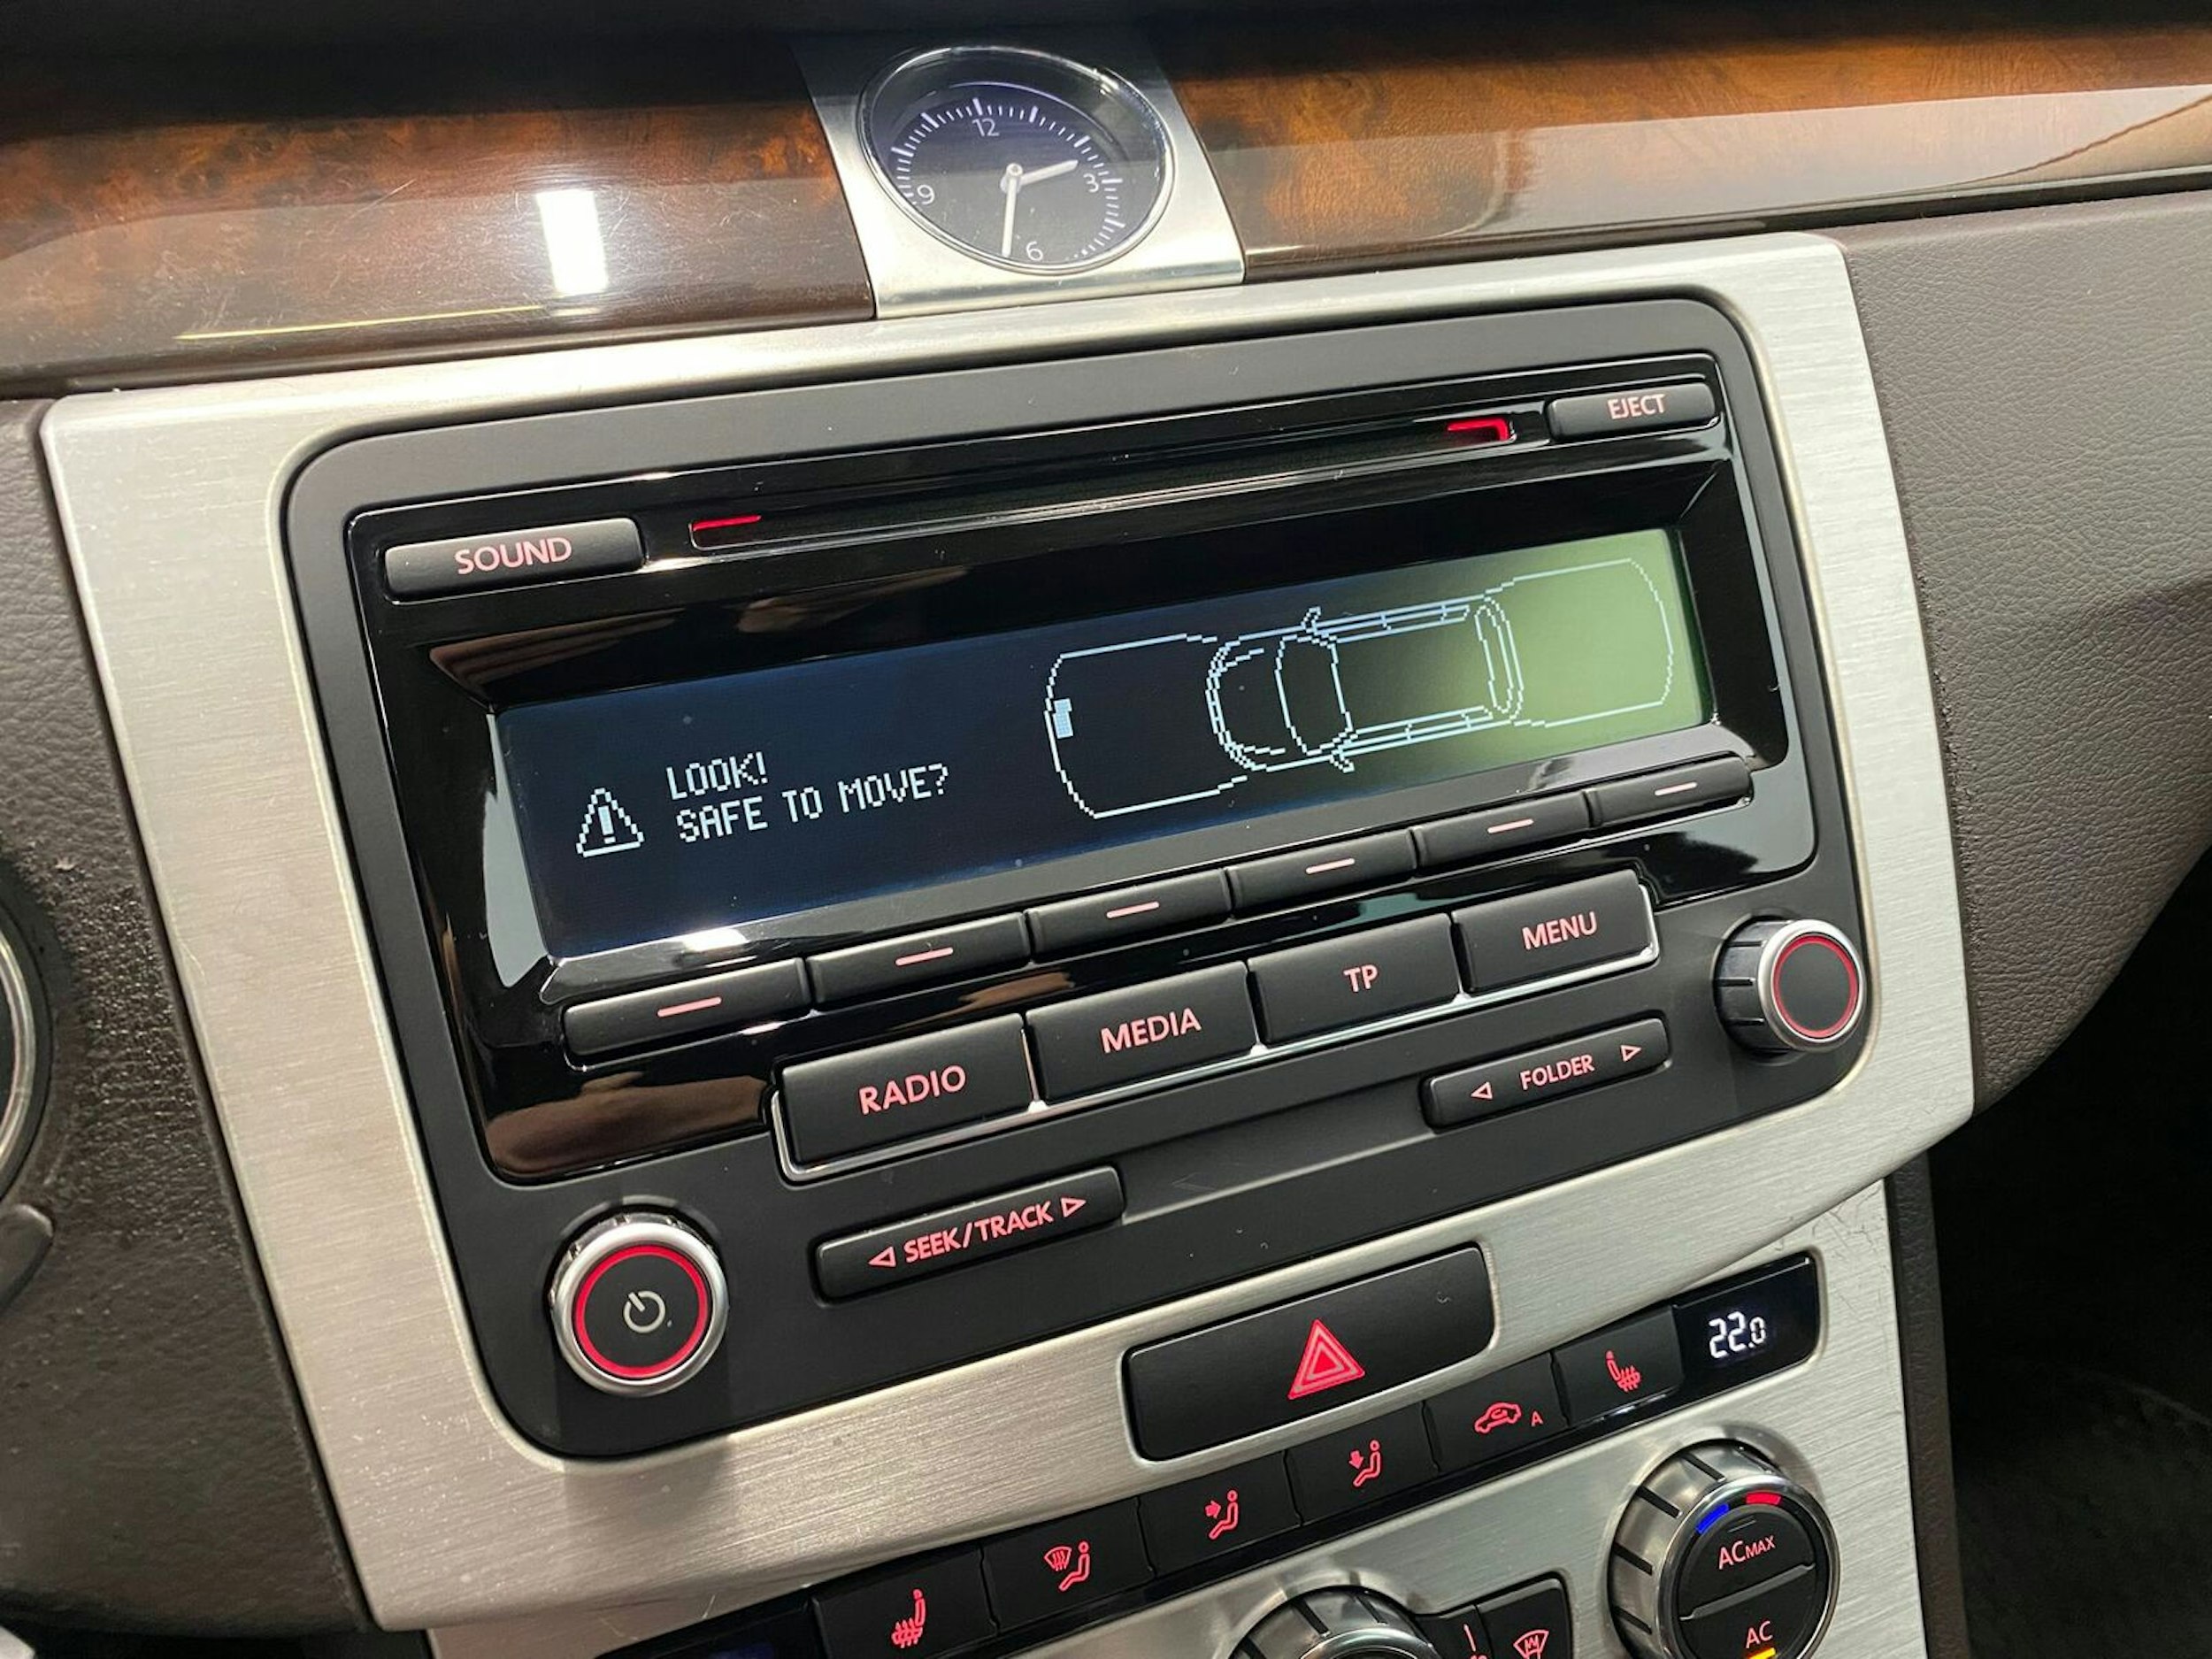 12
3
9
6
EJECT
SOUND
LOOK!
SAFE TO MOVE?
MENU
TP
MEDIA
RADIO
FOLDER
SEEK/TRACK
22.0
A
AC MAX
AC